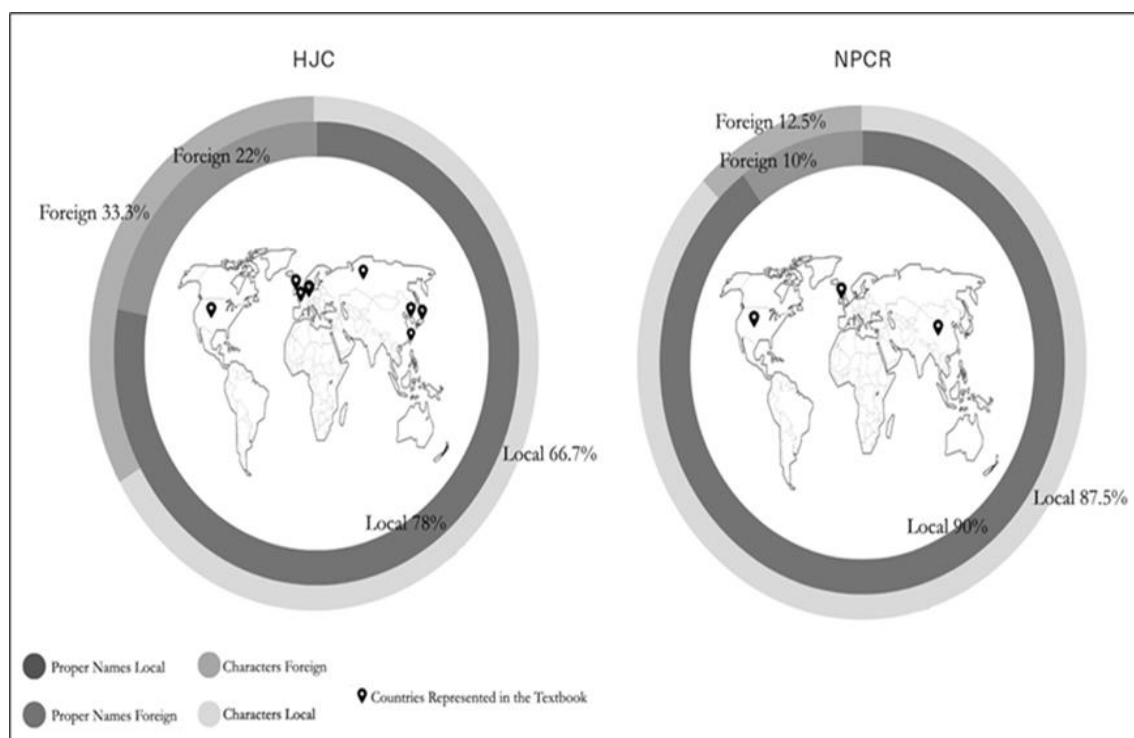 HJC
NPCR
Foreign 22%
Foreign 33.3%
Local 66.7%
Local 78%
Foreign 12.5%
Foreign 10%
Local 87.5%
Local 90%
Proper Names Local
Characters Foreign
Proper Names Foreign
Characters Local
Countries Represented in the Textbook